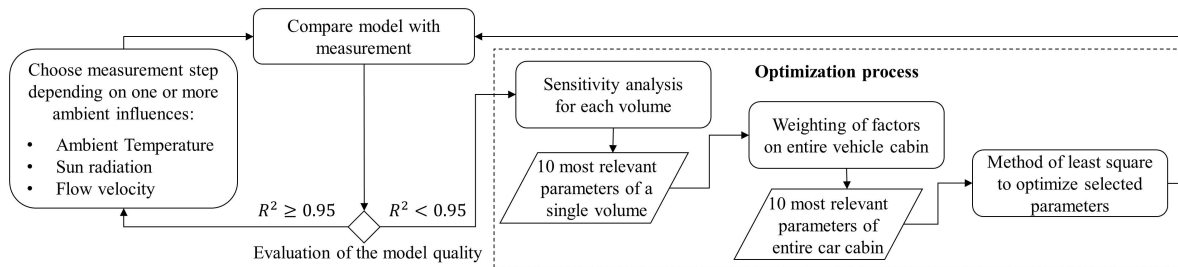 Compare model with
measurement
Choose measurement step
depending on one or more
ambient influences:
• Ambient Temperature
• Sun radiation
• Flow velocity
R² ≥ 0.95
R² < 0.95
Evaluation of the model quality
Optimization process
Sensitivity analysis
for each volume
10 most relevant
parameters of a
single volume
Weighting of factors
on entire vehicle cabin
10 most relevant
parameters of
entire car cabin
Method of least square
to optimize selected
parameters